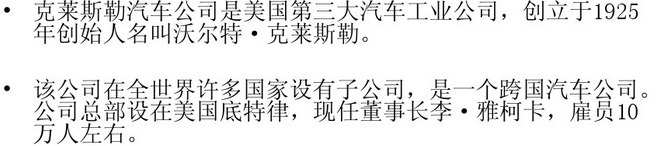 • 克莱斯勒汽车公司是美国第三大汽车工业公司，创立于1925
年创始人名叫沃尔特·克莱斯勒。
• 该公司在全世界许多国家设有子公司，是一个跨国汽车公司。
公司总部设在美国底特律，现任董事长李·雅柯卡，雇员10
万人左右。